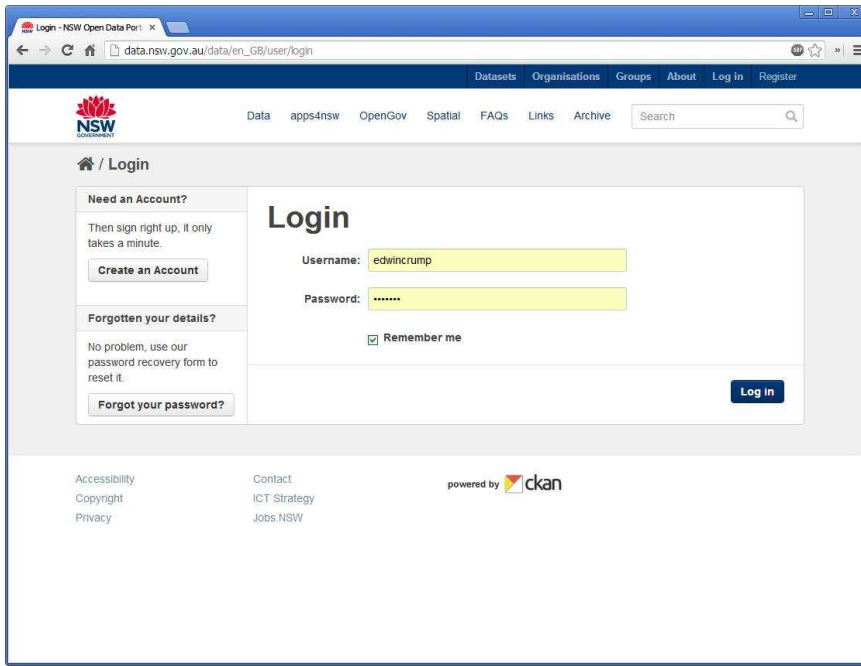 Login - NSW Open Data Port
data.nsw.gov.au/data/en_GB/user/login
Datasets Organisations Groups About Log in Register
NSW
GOVERNMENT
Data apps4nsw OpenGov Spatial FAQs Links Archive Search
/ Login
Need an Account?
Then sign right up, it only
takes a minute.
Create an Account
Forgotten your details?
No problem, use our
password recovery form to
reset it.
Forgot your password?
Login
Username: edwincrump
Password: •••••••
Remember me
Log in
Accessibility
Copyright
Privacy
Contact
ICT Strategy
Jobs.NSW
powered by ckan